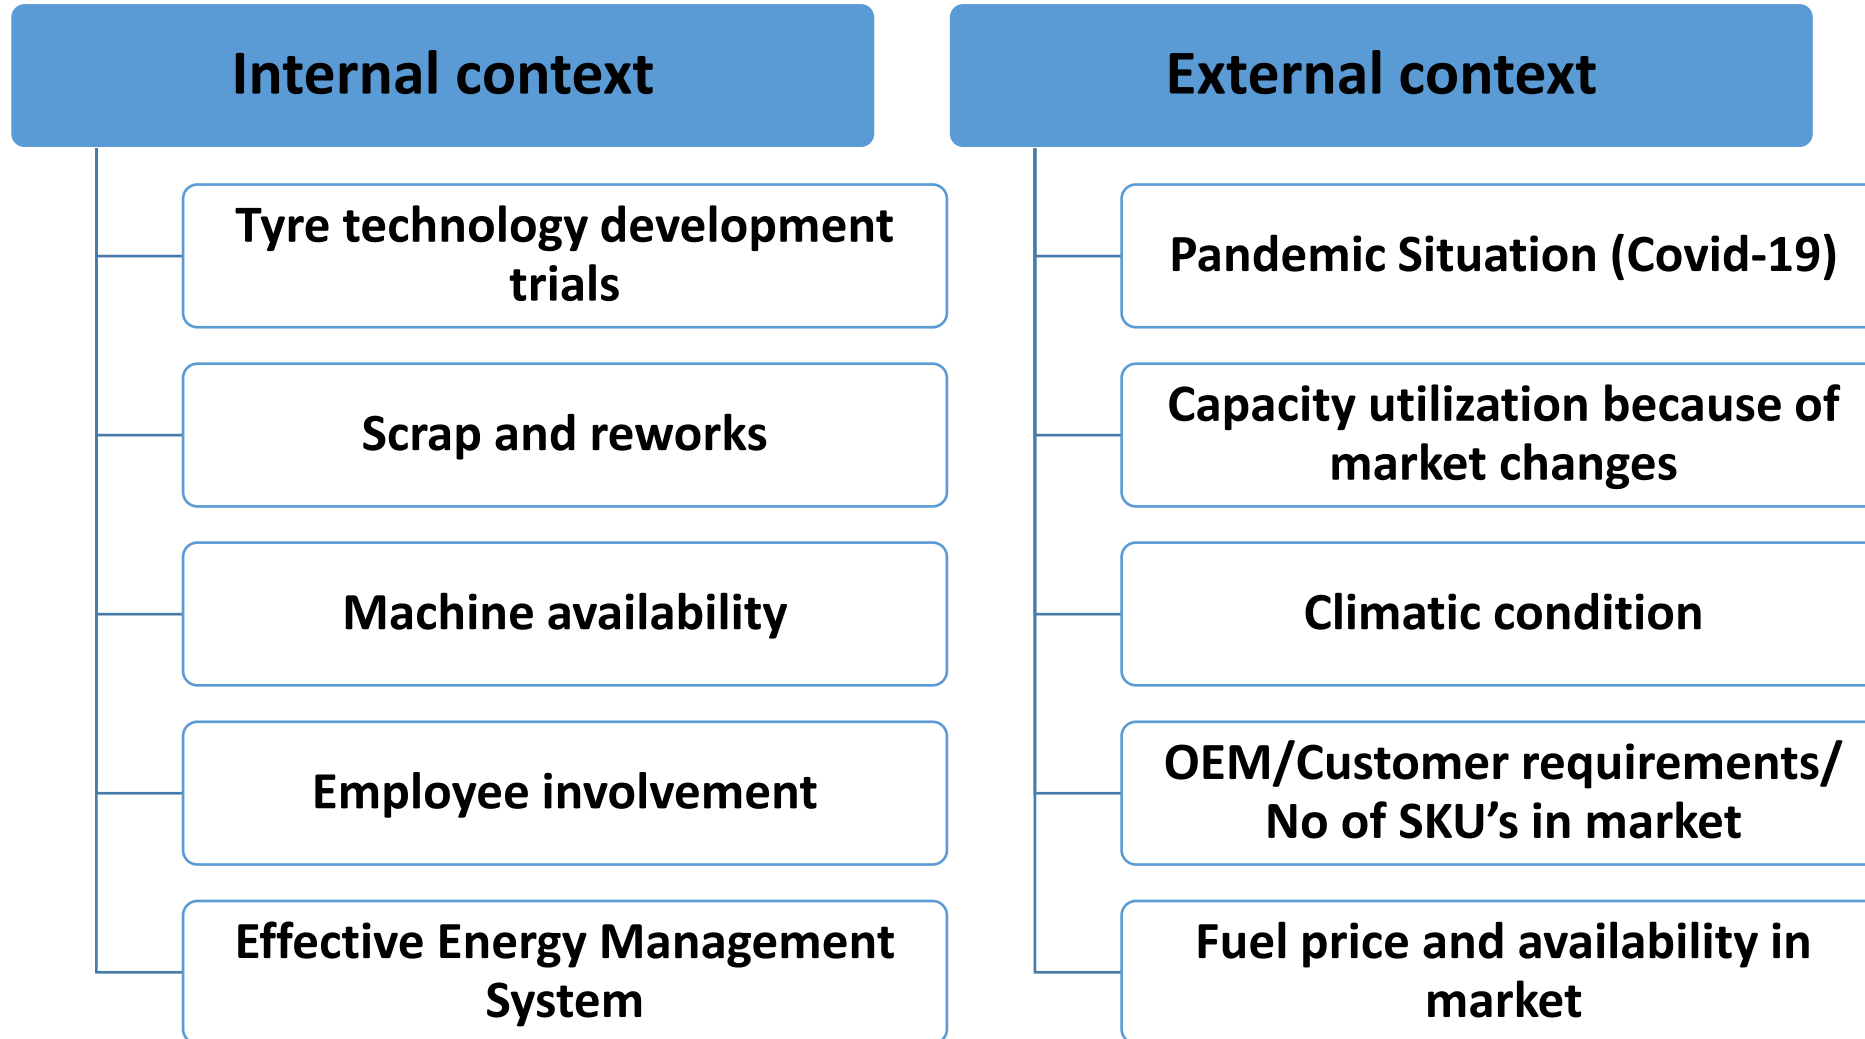 Internal context
Tyre technology development
trials
Scrap and reworks
Machine availability
Employee involvement
Effective Energy Management
System
External context
Pandemic Situation (Covid-19)
Capacity utilization because of
market changes
Climatic condition
OEM/Customer requirements/
No of SKU’s in market
Fuel price and availability in
market